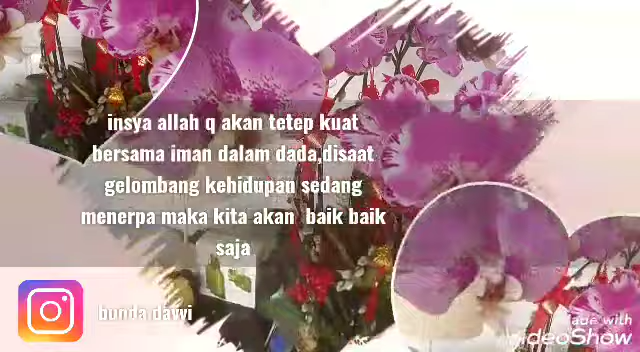 insya allah q akan tetep kuat
bersama iman dalam dada,disaat
gelombang kehidupan sedang
menerpa maka kita akan baik baik
saja
bunda dawi
Made with
VideoShow